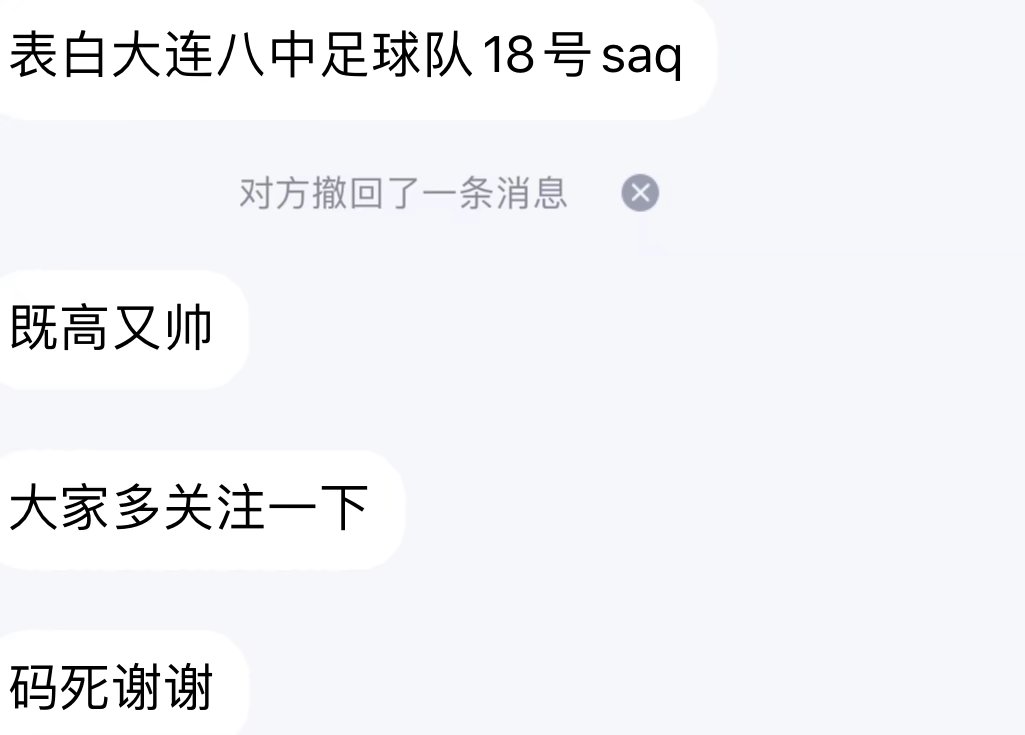 表白大连八中足球队18号saq
对方撤回了一条消息
既高又帅
大家多关注一下
码死谢谢